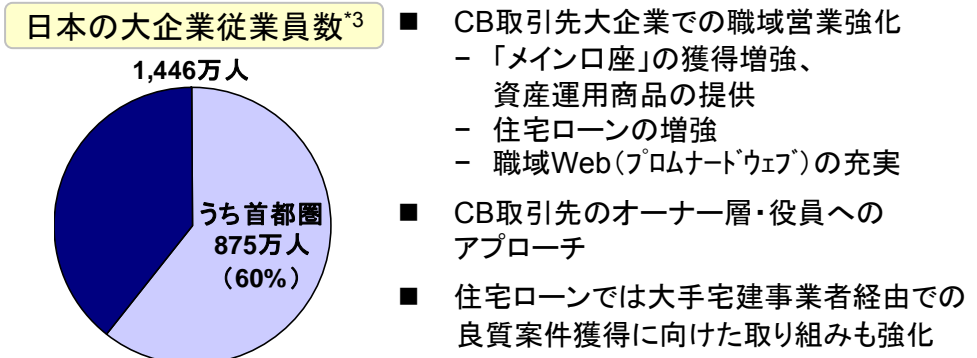 日本の大企業従業員数*3
1,446万人
うち首都圏
875万人
（60%）
■ CB取引先大企業での職域営業強化
− 「メイン口座」の獲得増強、
資産運用商品の提供
− 住宅ローンの増強
− 職域Web（ﾌﾟﾛﾑﾅｰﾄﾞｳｪﾌﾞ）の充実
■ CB取引先のオーナー層・役員への
アプローチ
■ 住宅ローンでは大手宅建事業者経由での
良質案件獲得に向けた取り組みも強化